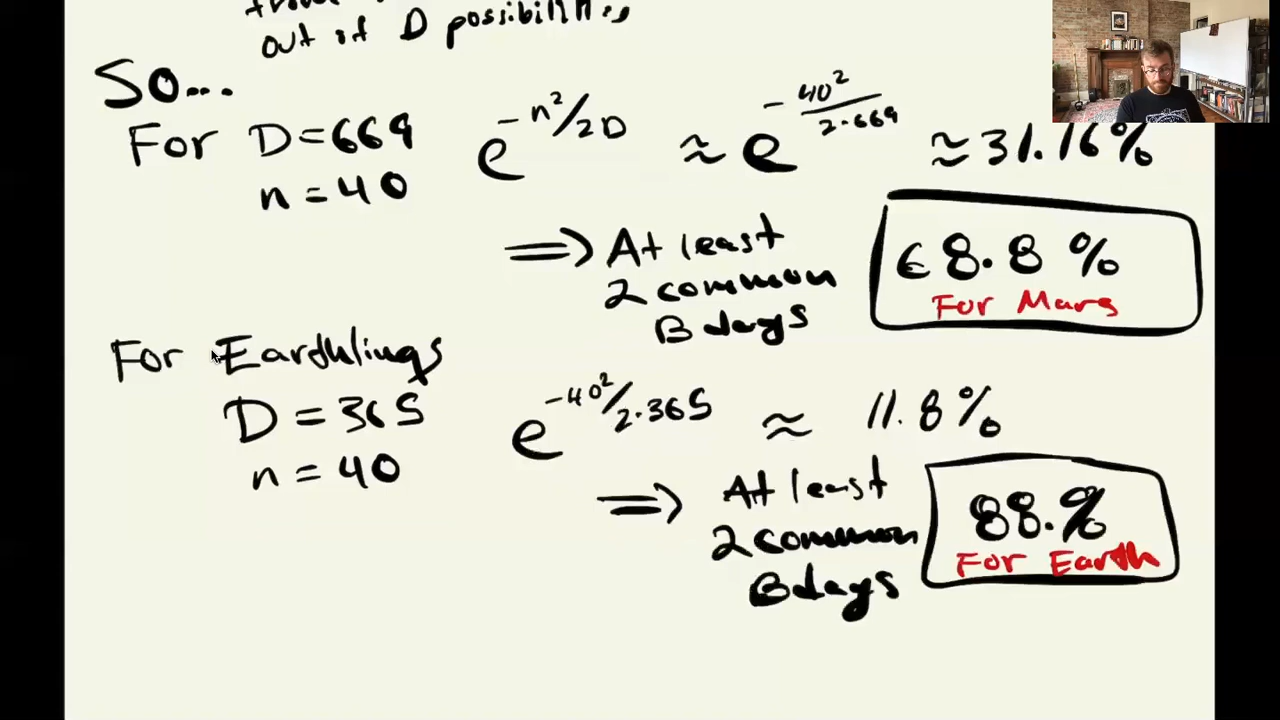 out of D possibilities
So...
For D=669 e^{-n²/2D} ≈ e^{-40²/2·669} ≈ 31.16%
n = 40
⟹ At least 68.8 %
2 common For Mars
Bdays
For Earthlings
D = 365 e^{-40²/2·365} ≈ 11.8%
n = 40
⟹ At least 88.%
2 common For Earth
Bdays